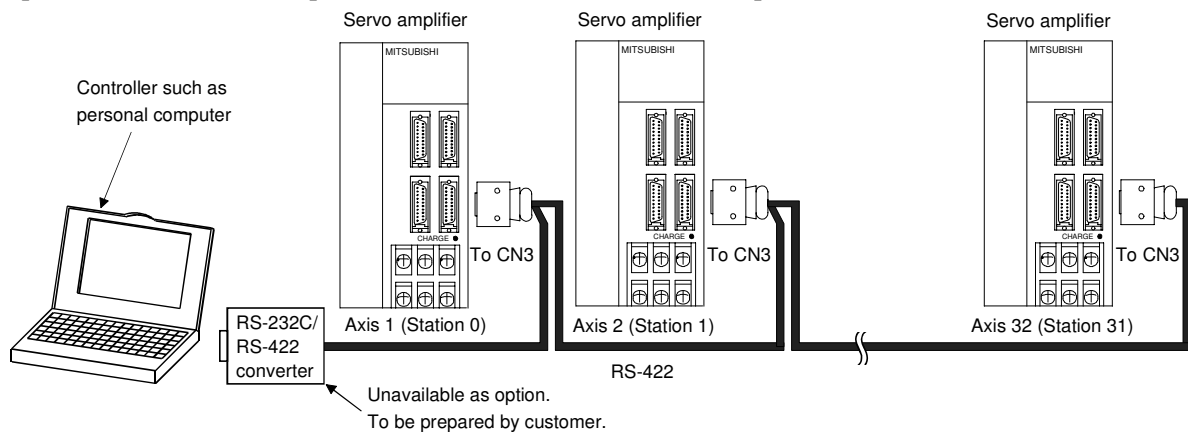 Servo amplifier
Servo amplifier
Servo amplifier
MITSUBISHI
MITSUBISHI
MITSUBISHI
Controller such as
personal computer
CHARGE
CHARGE
CHARGE
To CN3
To CN3
To CN3
RS-232C/
RS-422
converter
Axis 1 (Station 0)
Axis 2 (Station 1)
Axis 32 (Station 31)
RS-422
Unavailable as option.
To be prepared by customer.